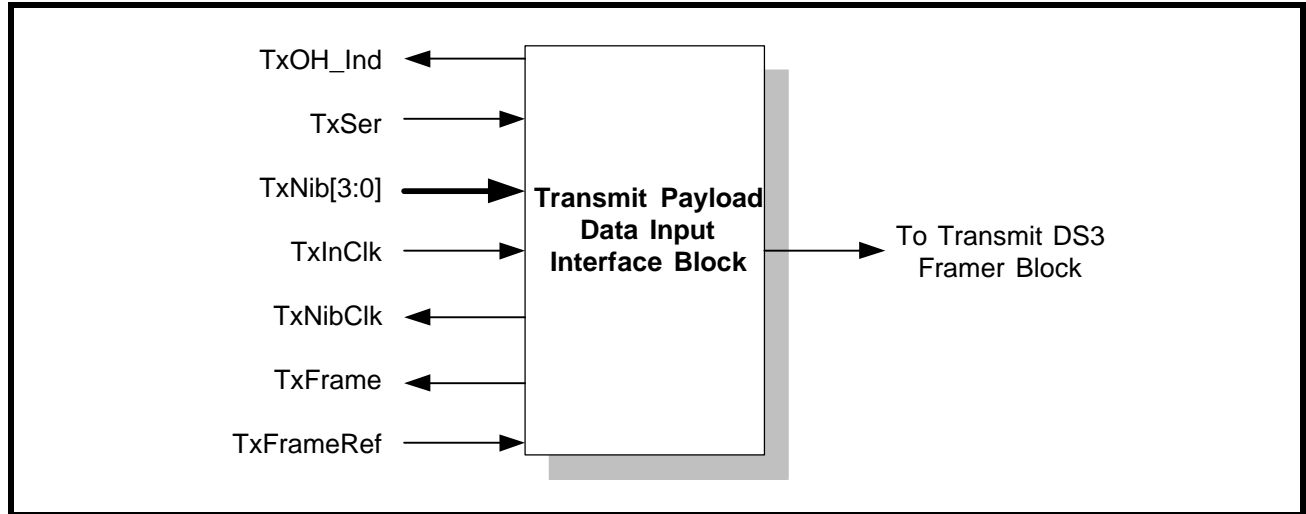 TxOH_Ind
TxSer
TxNib[3:0]
TxInClk
TxNibClk
TxFrame
TxFrameRef
Transmit Payload
Data Input
Interface Block
To Transmit DS3
Framer Block